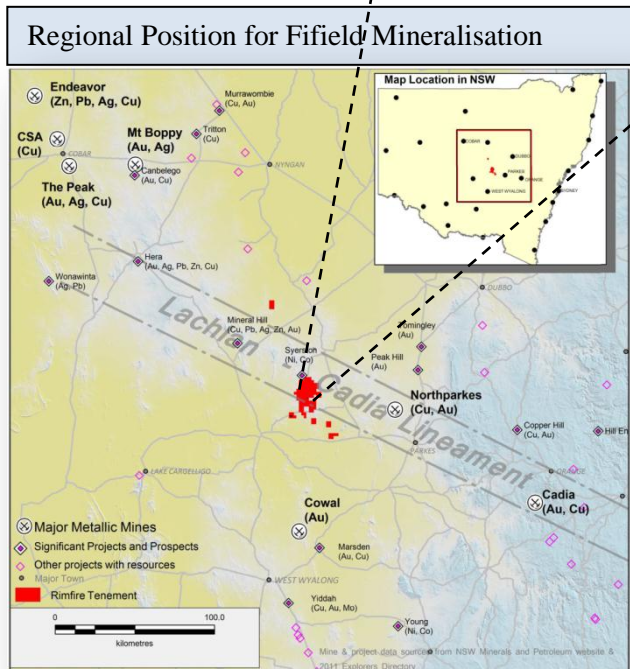 Regional Position for Fifield Mineralisation
Endeavor
(Zn, Pb, Ag, Cu)
Murrawombie
(Cu, Au)
Map Location in NSW
CSA
(Cu)
COBAR
Mt Boppy
(Au, Ag)
Tritton
(Cu)
NYNGAN
Canbelego
(Au, Cu)
The Peak
(Au, Ag, Cu)
COBAR
DUBBO
PARKES
ORANGE
WEST WYALONG
SYDNEY
Hera
(Au, Ag, Pb, Zn, Cu)
Wonawinta
(Ag, Pb)
DUBBO
Mineral Hill
(Cu, Pb, Ag, Zn, Au)
Tomingley
(Au)
Syerston
(Ni, Co)
Peak Hill
(Au)
Lachlan - Cadia Lineament
Northparkes
(Cu, Au)
Copper Hill
(Cu, Au)
Hill En
PARKES
LAKE CARGELLIGO
ORANGE
Cadia
(Au, Cu)
Cowal
(Au)
Major Metallic Mines
Significant Projects and Prospects
Marsden
(Au, Cu)
Other projects with resources
Major Town
WEST WYALONG
Rimfire Tenement
Yiddah
(Cu, Au, Mo)
Young
(Ni, Co)
0 100.0
kilometres
Mine & project data sources from NSW Minerals and Petroleum website &
2011 Explorers Directory